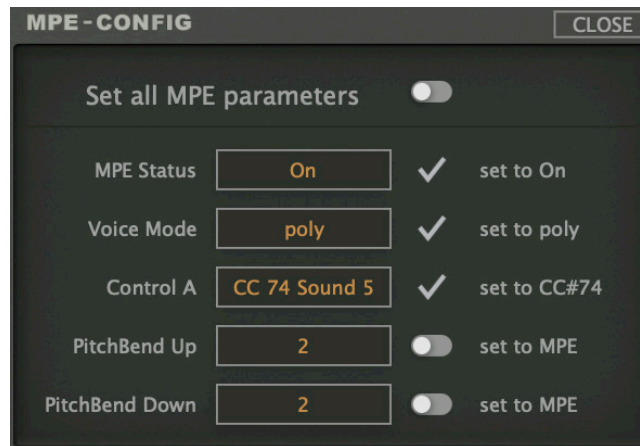 MPE-CONFIG CLOSE
Set all MPE parameters
MPE Status On set to On
Voice Mode poly set to poly
Control A CC 74 Sound 5 set to CC#74
PitchBend Up 2 set to MPE
PitchBend Down 2 set to MPE